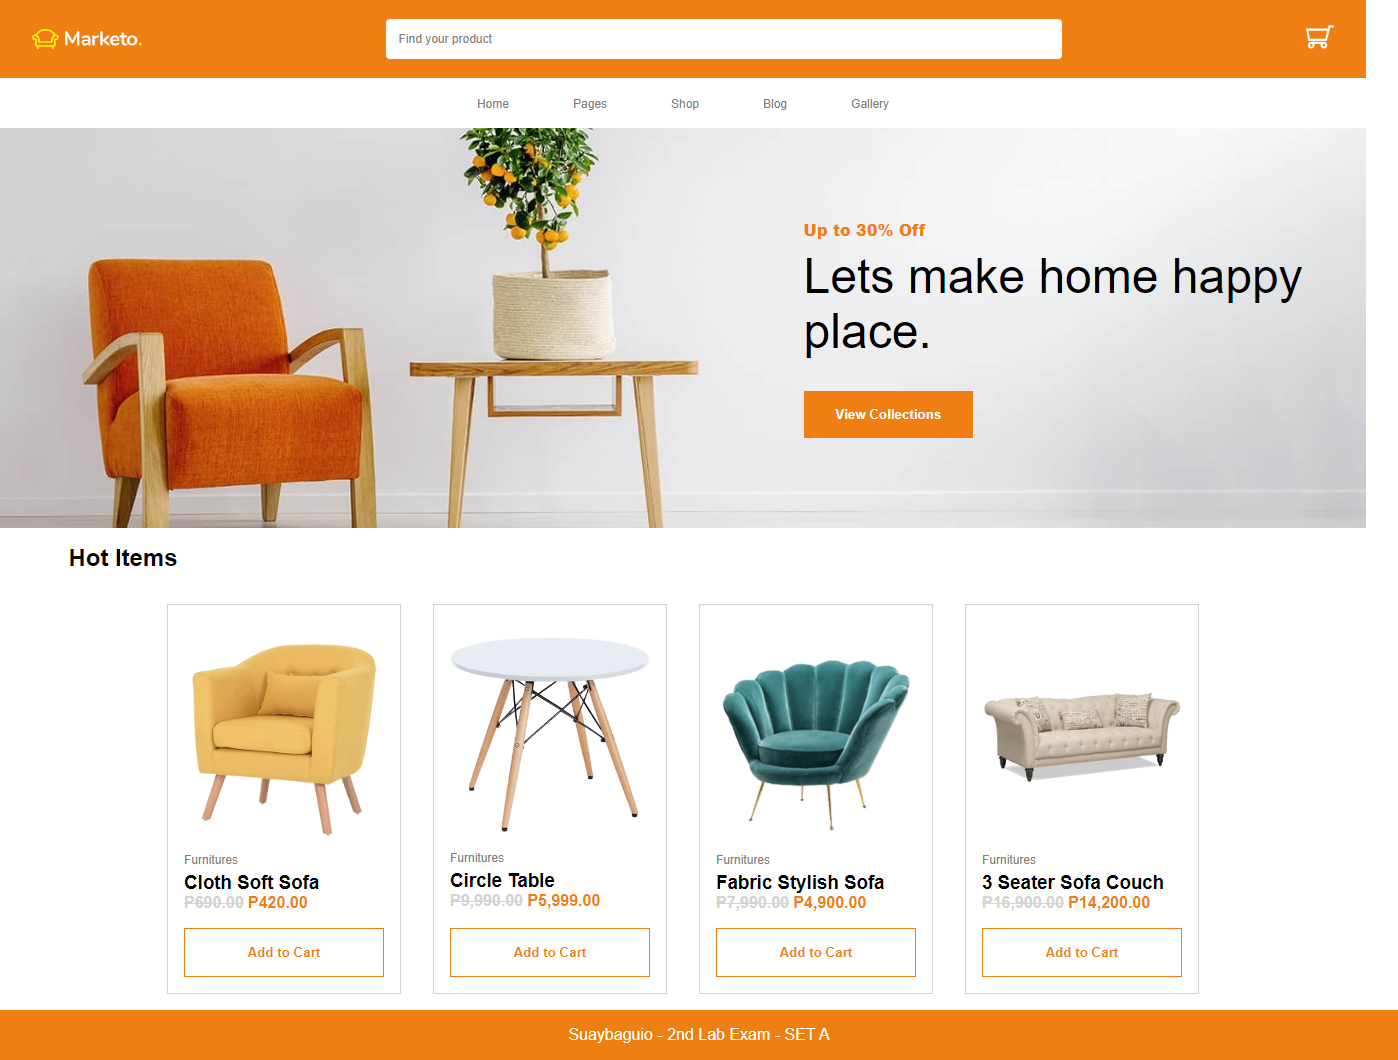 Marketo.
Find your product
Home Pages Shop Blog Gallery
Up to 30% Off
Lets make home happy
place.
View Collections
Hot Items
Furnitures
Cloth Soft Sofa
P690.00 P420.00
Add to Cart
Furnitures
Circle Table
P9,990.00 P5,999.00
Add to Cart
Furnitures
Fabric Stylish Sofa
P7,990.00 P4,900.00
Add to Cart
Furnitures
3 Seater Sofa Couch
P16,900.00 P14,200.00
Add to Cart
Suaybaguio - 2nd Lab Exam - SET A